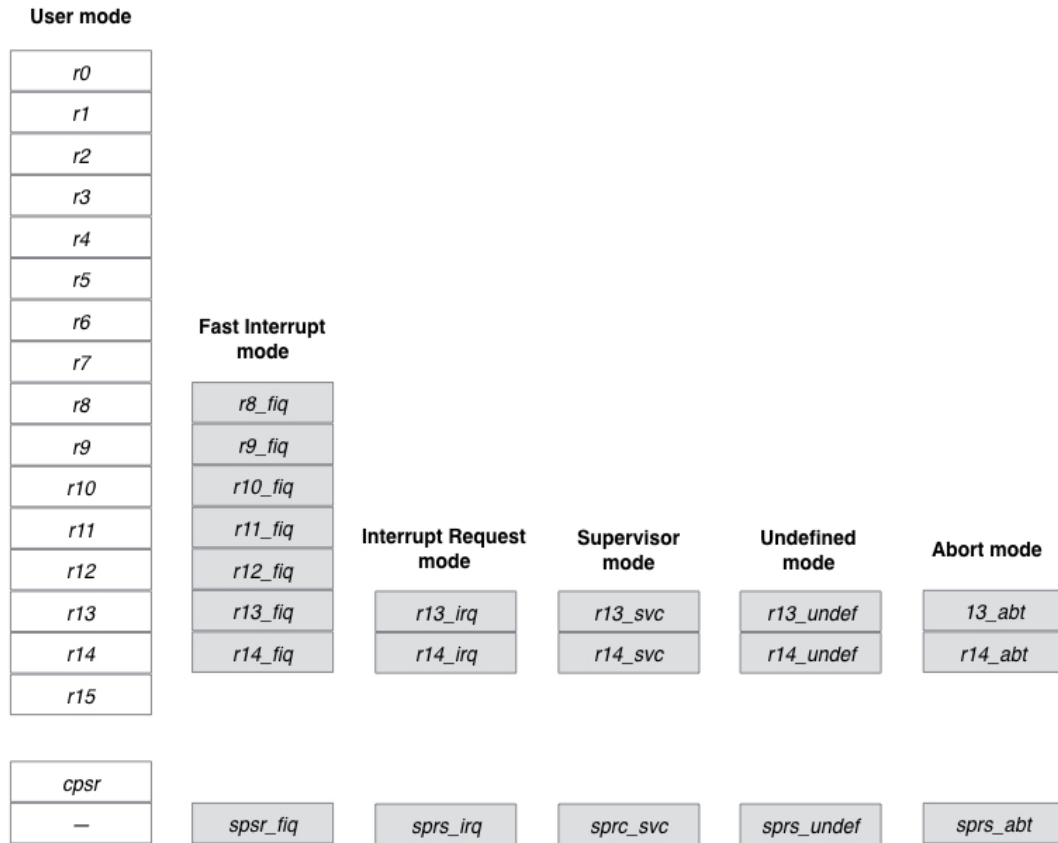 User mode
r0
r1
r2
r3
r4
r5
r6
r7
r8
r9
r10
r11
r12
r13
r14
r15
cpsr
—
Fast Interrupt
mode
r8_fiq
r9_fiq
r10_fiq
r11_fiq
r12_fiq
r13_fiq
r14_fiq
spsr_fiq
Interrupt Request
mode
r13_irq
r14_irq
sprs_irq
Supervisor
mode
r13_svc
r14_svc
sprc_svc
Undefined
mode
r13_undef
r14_undef
sprs_undef
Abort mode
13_abt
r14_abt
sprs_abt